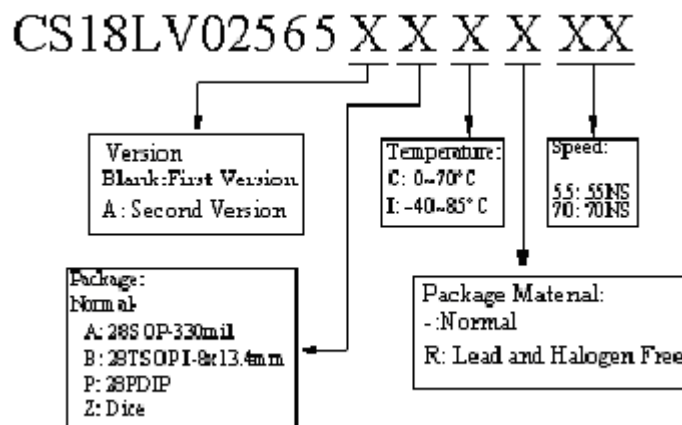 CS18LV02565 X X X X XX
Version
Blank:First Version
A: Second Version
Temperature:
C: 0~70°C
I: -40~85°C
Speed:
55: 55NS
70: 70NS
Package:
Normal-
A: 28SOP-330mil
B: 28TSOPI-8x13.4mm
P: 28PDIP
Z: Dice
Package Material:
-:Normal
R: Lead and Halogen Free